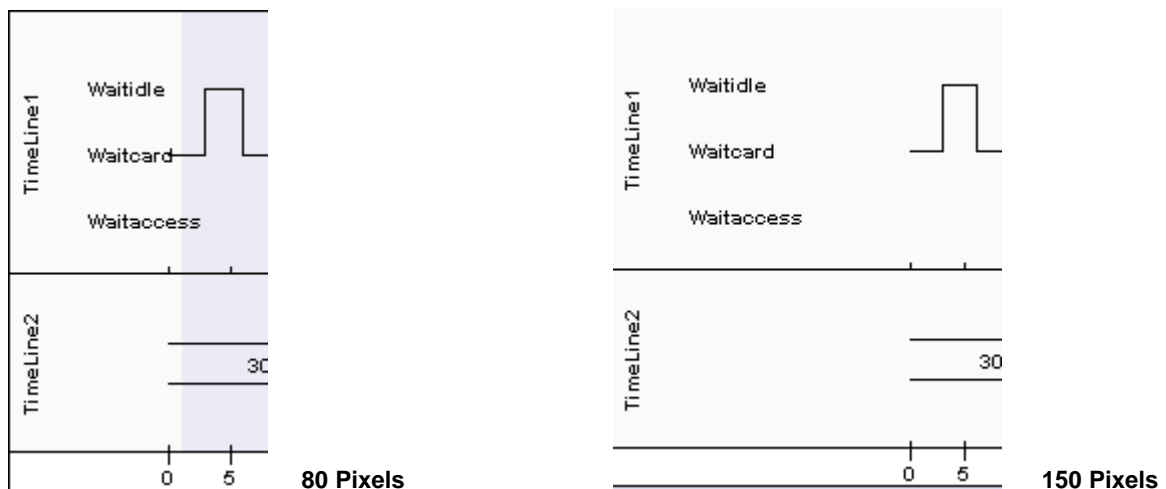 TimeLine1
Waitidle
Waitcard
Waitaccess
TimeLine2
30
0 5
80 Pixels
TimeLine1
Waitidle
Waitcard
Waitaccess
TimeLine2
30
0 5
150 Pixels